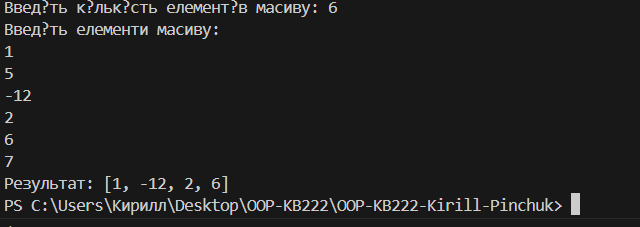 Введ?ть к?льк?сть елемент?в масиву: 6
Введ?ть елементи масиву:
1
5
-12
2
6
7
Результат: [1, -12, 2, 6]
PS C:\Users\Кирилл\Desktop\OOP-KB222\OOP-KB222-Kirill-Pinchuk>